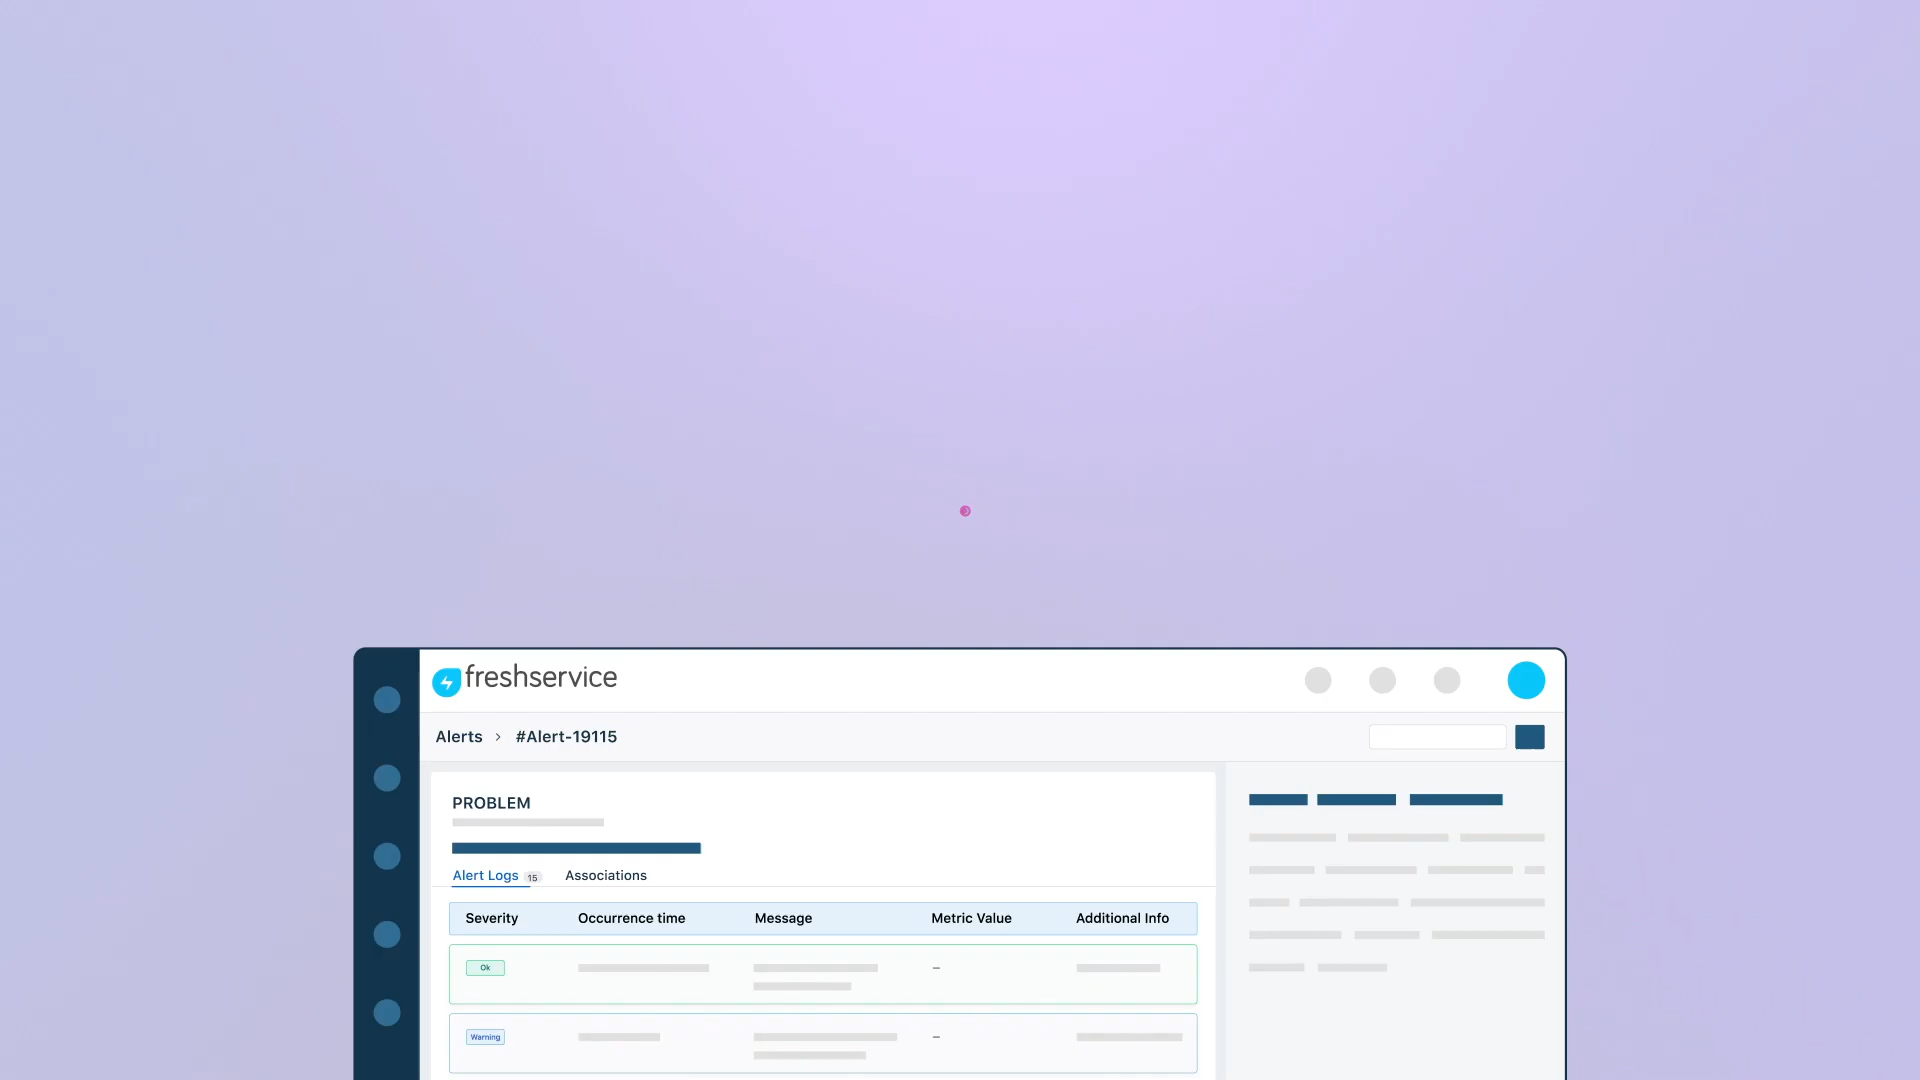 freshservice
Alerts > #Alert-19115
PROBLEM
Alert Logs 15 Associations
Severity Occurrence time Message Metric Value Additional Info
Ok –
Warning –